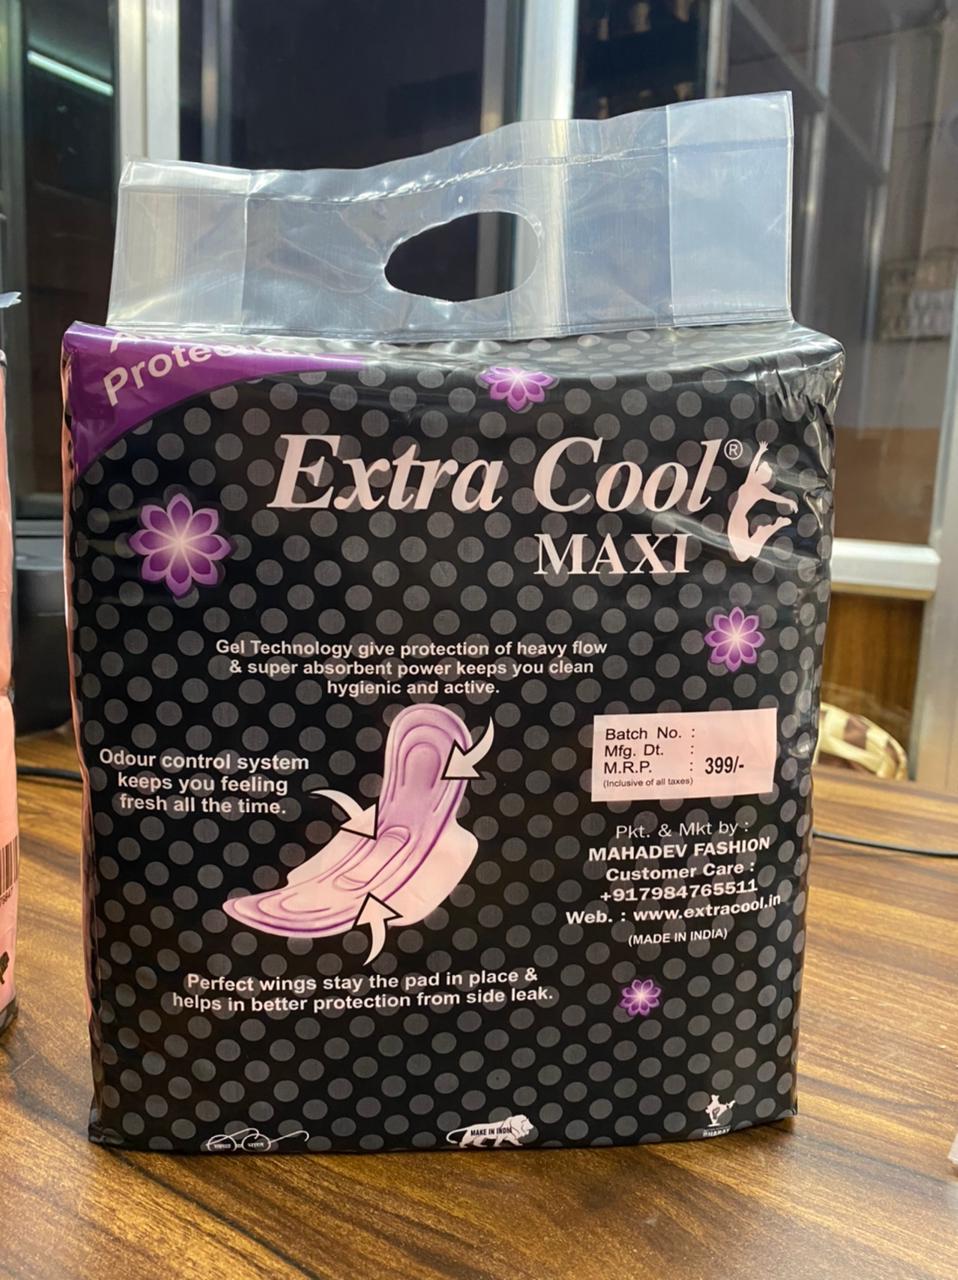 Protec
Extra Cool®
MAXI
Gel Technology give protection of heavy flow
& super absorbent power keeps you clean
hygienic and active.
Odour control system
keeps you feeling
fresh all the time.
Batch No. :
Mfg. Dt. :
M.R.P. : 399/-
(Inclusive of all taxes)
Pkt. & Mkt by :
MAHADEV FASHION
Customer Care :
+917984765511
Web. : www.extracool.in
(MADE IN INDIA)
Perfect wings stay the pad in place &
helps in better protection from side leak.
MAKE IN INDIA